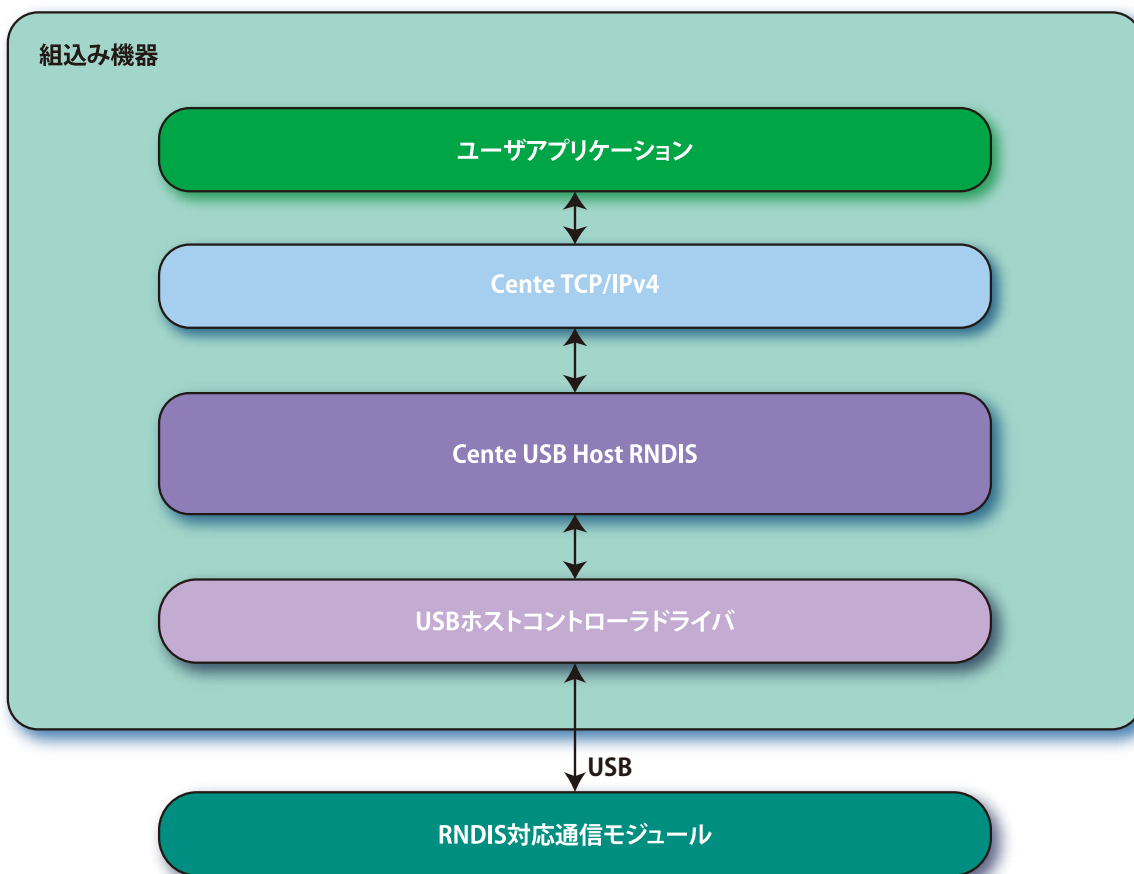 組込み機器
ユーザアプリケーション
Cente TCP/IPv4
Cente USB Host RNDIS
USBホストコントローラドライバ
USB
RNDIS対応通信モジュール